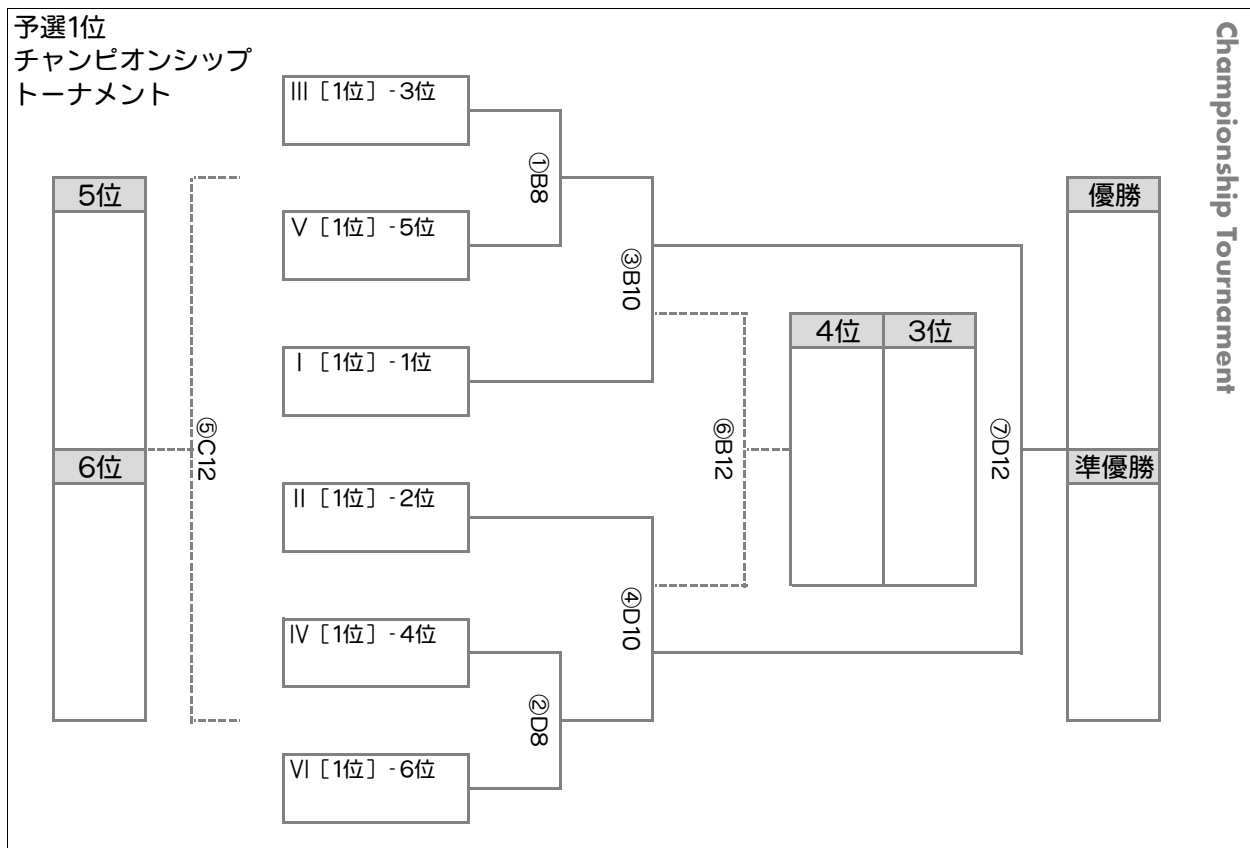 予選1位
チャンピオンシップ
トーナメント
Championship Tournament
Ⅲ［1位］-3位
①B8
5位
Ⅴ［1位］-5位
優勝
③B10
Ⅰ［1位］-1位
4位
3位
⑤C12
⑥B12
⑦D12
6位
準優勝
Ⅱ［1位］-2位
④D10
Ⅳ［1位］-4位
②D8
Ⅵ［1位］-6位